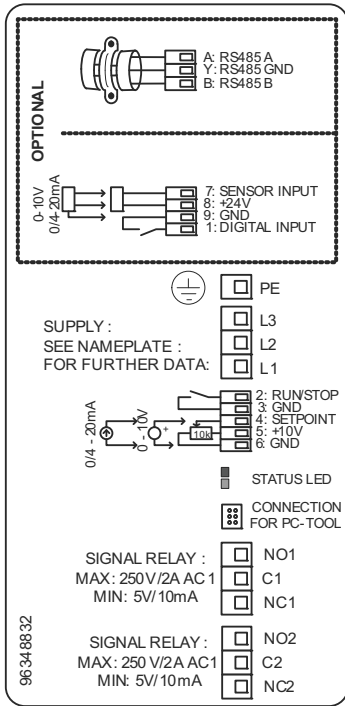 OPTIONAL
A: RS485 A
Y: RS485 GND
B: RS485 B
0-10V
0/4-20mA
7: SENSOR INPUT
8: +24V
9: GND
1: DIGITAL INPUT
PE
SUPPLY :
SEE NAMEPLATE :
FOR FURTHER DATA:
L3
L2
L1
0/4 - 20mA
0 - 10V
+
10k
2: RUN/STOP
3: GND
4: SETPOINT
5: +10V
6: GND
STATUS LED
CONNECTION
FOR PC-TOOL
SIGNAL RELAY :
MAX: 250V/2A AC1
MIN: 5V/10mA
NO1
C1
NC1
SIGNAL RELAY :
MAX: 250 V/2A AC1
MIN: 5V/10mA
NO2
C2
NC2
96348832